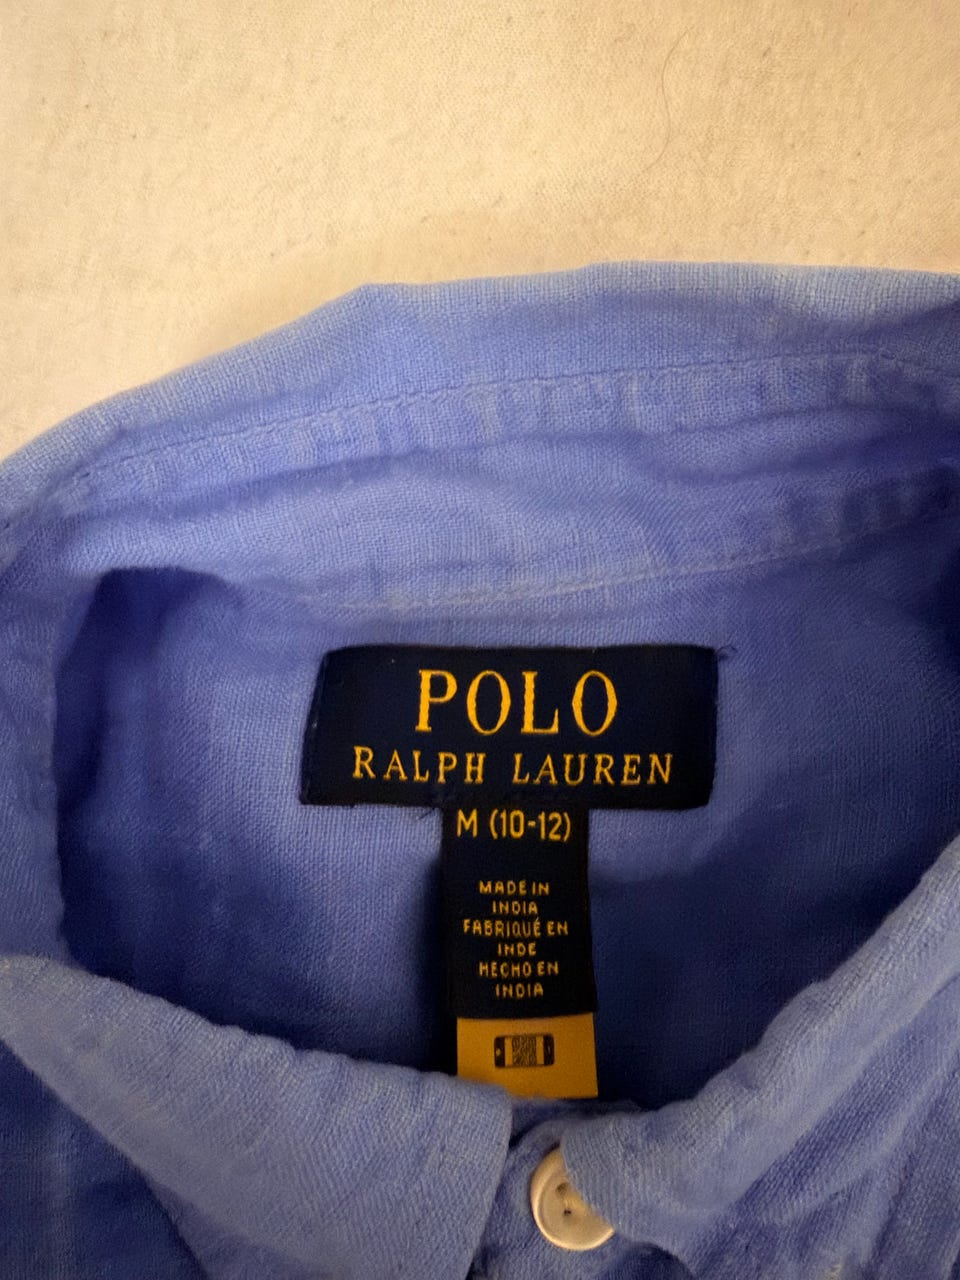 POLO
RALPH LAUREN
M (10-12)
MADE IN
INDIA
FABRIQUÉ EN
INDE
HECHO EN
INDIA